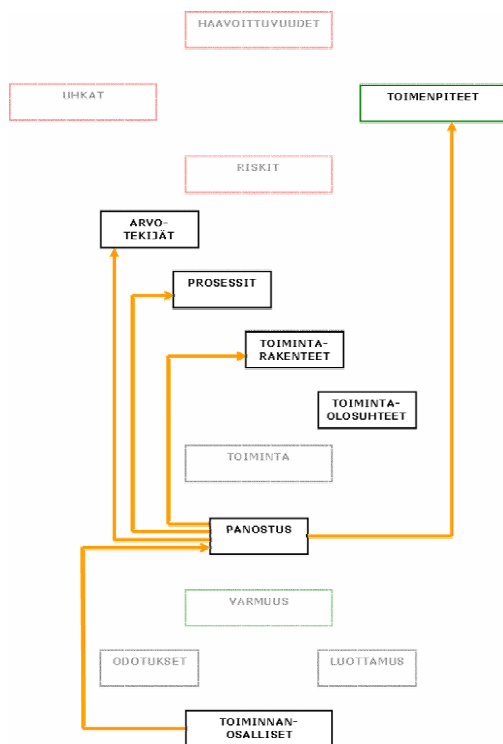 HAAVOITTUVUUDET
UHKAT
TOIMENPITEET
RISKIT
ARVO-
TEKIJÄT
PROSESSIT
TOIMINTA-
RAKENTEET
TOIMINTA-
OLOSUHTEET
TOIMINTA
PANOSTUS
VARMUUS
ODOTUKSET
LUOTTAMUS
TOIMINNAN-
OSALLISET